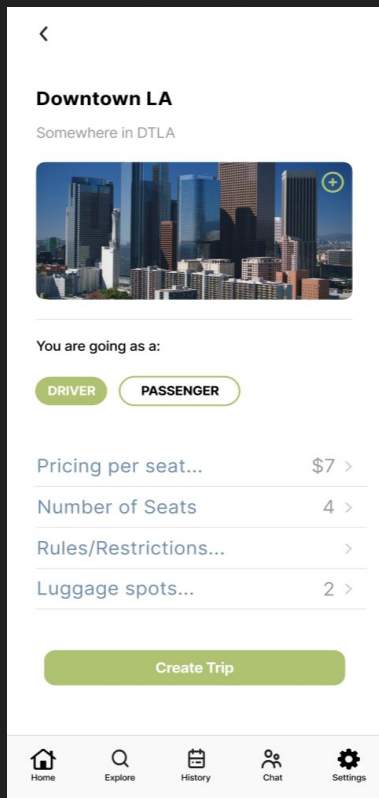 Downtown LA
Somewhere in DTLA
You are going as a:
DRIVER PASSENGER
Pricing per seat... $7
Number of Seats 4
Rules/Restrictions...
Luggage spots... 2
Create Trip
Home Explore History Chat Settings